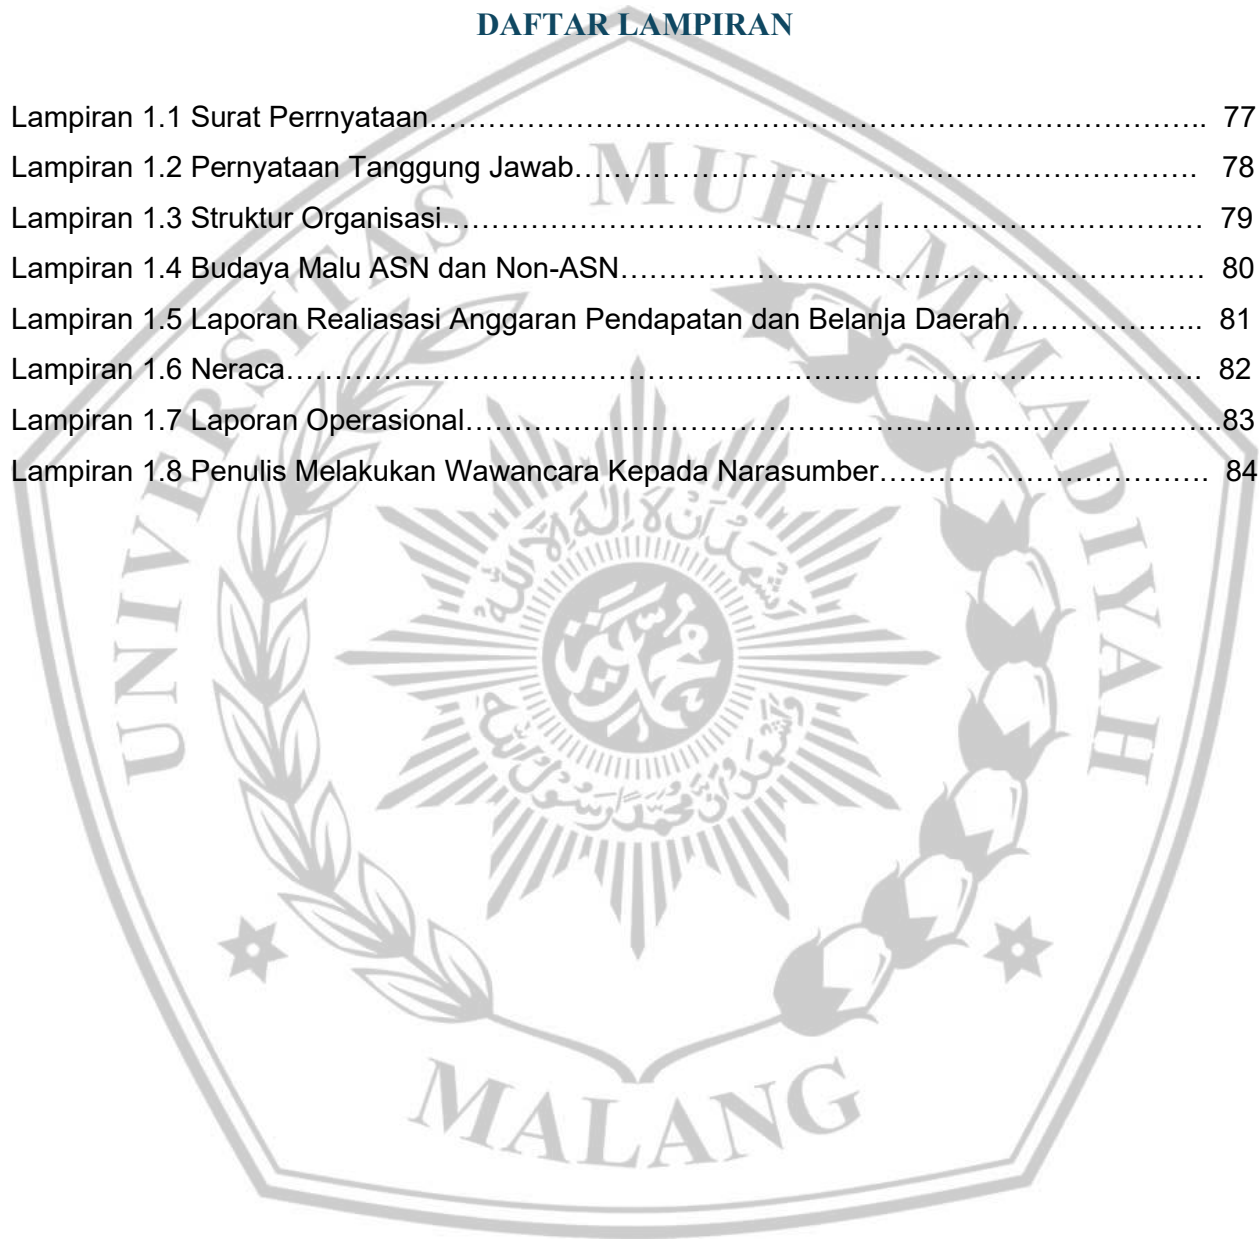 DAFTAR LAMPIRAN
Lampiran 1.1 Surat Perrnyataan…………………………………………………………………….. 77
Lampiran 1.2 Pernyataan Tanggung Jawab………………………………………………………. 78
Lampiran 1.3 Struktur Organisasi…………………………………………………………………… 79
Lampiran 1.4 Budaya Malu ASN dan Non-ASN…………………………………………………… 80
Lampiran 1.5 Laporan Realiasasi Anggaran Pendapatan dan Belanja Daerah……………….. 81
Lampiran 1.6 Neraca………………………………………………………………………………… 82
Lampiran 1.7 Laporan Operasional…………………………………………………………………..83
Lampiran 1.8 Penulis Melakukan Wawancara Kepada Narasumber……………………………. 84
UNIVERSITAS MUHAMMADIYAH
MALANG